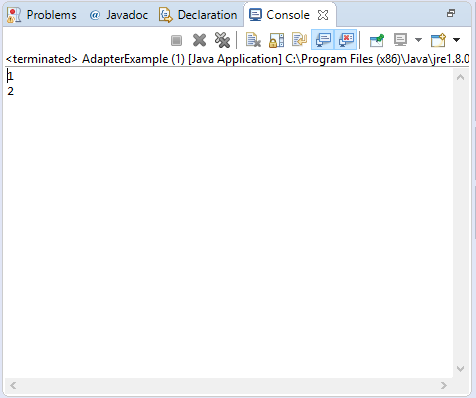 Problems @ Javadoc Declaration Console
<terminated> AdapterExample (1) [Java Application] C:\Program Files (x86)\Java\jre1.8.0
1
2